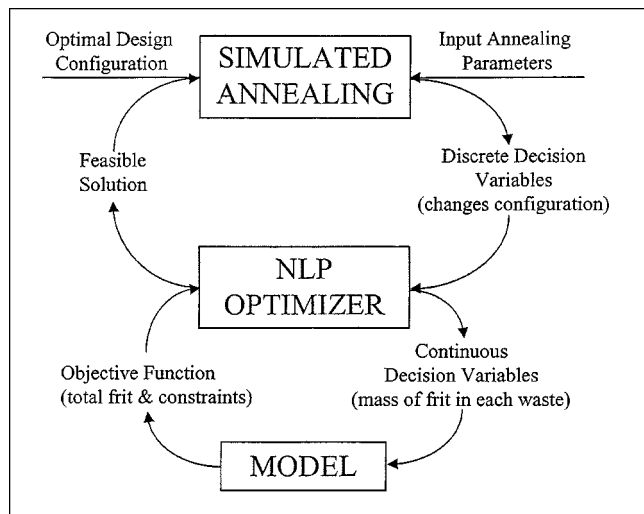 Optimal Design
Configuration
SIMULATED
ANNEALING
Input Annealing
Parameters
Feasible
Solution
Discrete Decision
Variables
(changes configuration)
NLP
OPTIMIZER
Objective Function
(total frit & constraints)
Continuous
Decision Variables
(mass of frit in each waste)
MODEL